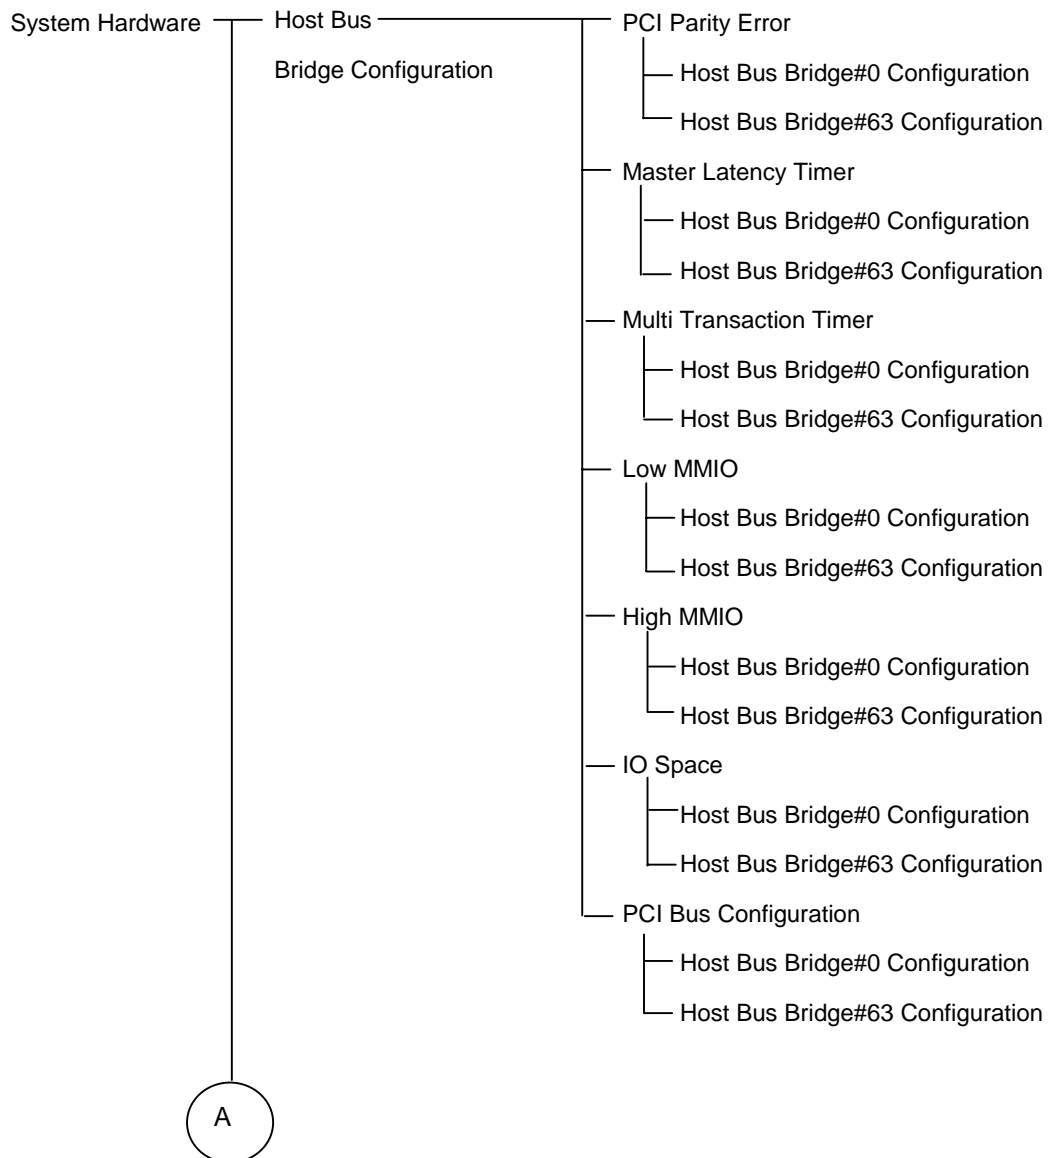 System Hardware
Host Bus
Bridge Configuration
PCI Parity Error
Host Bus Bridge#0 Configuration
Host Bus Bridge#63 Configuration
Master Latency Timer
Host Bus Bridge#0 Configuration
Host Bus Bridge#63 Configuration
Multi Transaction Timer
Host Bus Bridge#0 Configuration
Host Bus Bridge#63 Configuration
Low MMIO
Host Bus Bridge#0 Configuration
Host Bus Bridge#63 Configuration
High MMIO
Host Bus Bridge#0 Configuration
Host Bus Bridge#63 Configuration
IO Space
Host Bus Bridge#0 Configuration
Host Bus Bridge#63 Configuration
PCI Bus Configuration
Host Bus Bridge#0 Configuration
Host Bus Bridge#63 Configuration
A